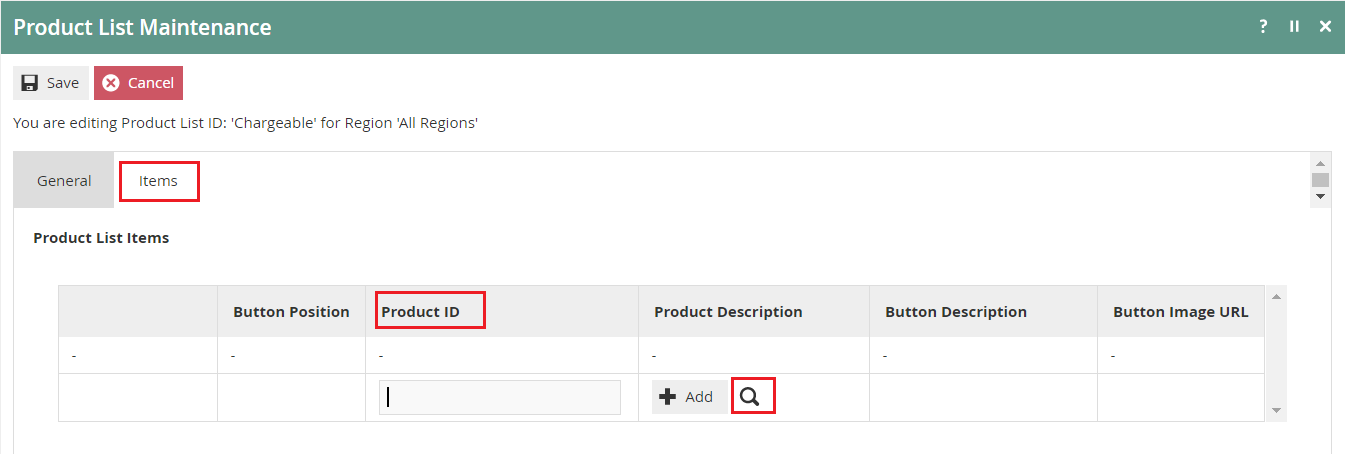 Product List Maintenance ?
Save Cancel
You are editing Product List ID: 'Chargeable' for Region 'All Regions'
General Items
Product List Items
Button Position Product ID Product Description Button Description Button Image URL
- - - - - -
Add